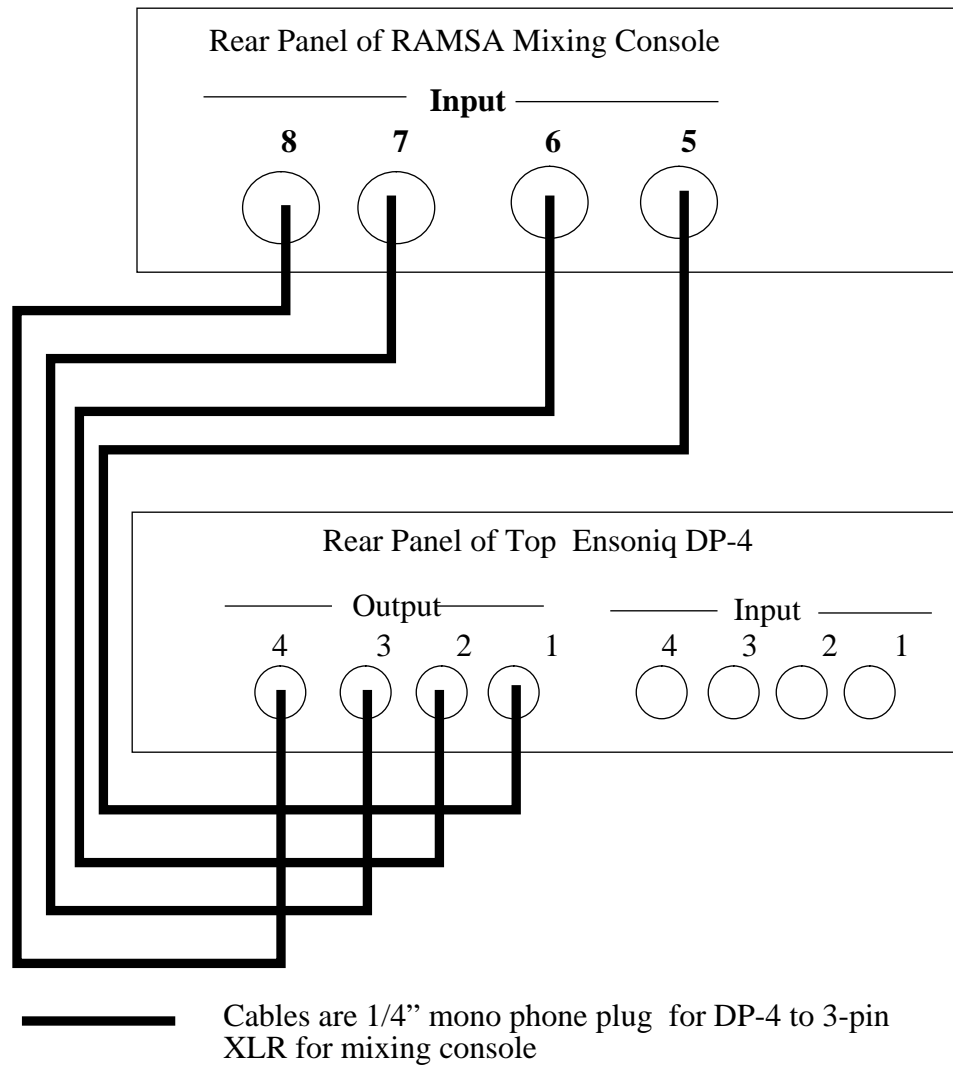 Rear Panel of RAMSA Mixing Console
Input
8 7 6 5
Rear Panel of Top Ensoniq DP-4
Output Input
4 3 2 1 4 3 2 1
Cables are 1/4” mono phone plug for DP-4 to 3-pin
XLR for mixing console